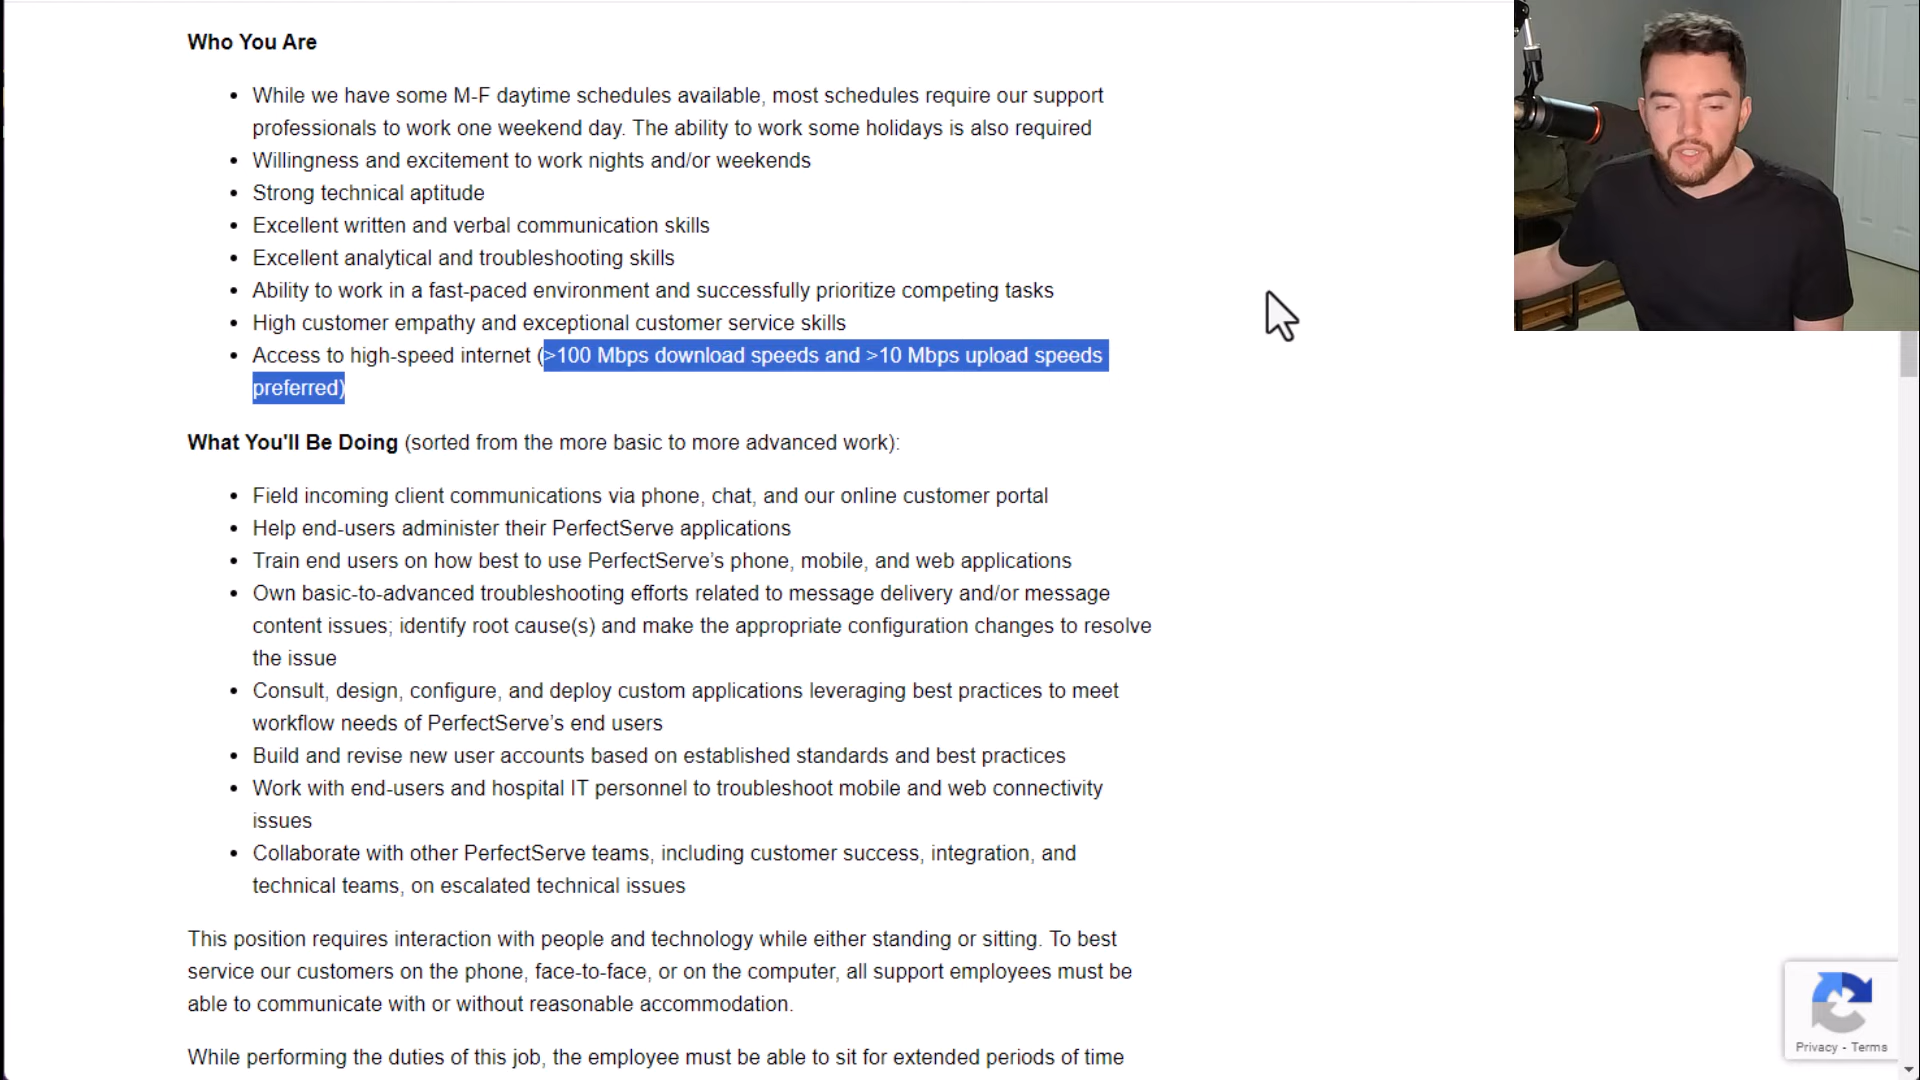 Who You Are
While we have some M-F daytime schedules available, most schedules require our support
professionals to work one weekend day. The ability to work some holidays is also required
Willingness and excitement to work nights and/or weekends
Strong technical aptitude
Excellent written and verbal communication skills
Excellent analytical and troubleshooting skills
Ability to work in a fast-paced environment and successfully prioritize competing tasks
High customer empathy and exceptional customer service skills
Access to high-speed internet (>100 Mbps download speeds and >10 Mbps upload speeds
preferred)
What You'll Be Doing (sorted from the more basic to more advanced work):
Field incoming client communications via phone, chat, and our online customer portal
Help end-users administer their PerfectServe applications
Train end users on how best to use PerfectServe’s phone, mobile, and web applications
Own basic-to-advanced troubleshooting efforts related to message delivery and/or message
content issues; identify root cause(s) and make the appropriate configuration changes to resolve
the issue
Consult, design, configure, and deploy custom applications leveraging best practices to meet
workflow needs of PerfectServe’s end users
Build and revise new user accounts based on established standards and best practices
Work with end-users and hospital IT personnel to troubleshoot mobile and web connectivity
issues
Collaborate with other PerfectServe teams, including customer success, integration, and
technical teams, on escalated technical issues
This position requires interaction with people and technology while either standing or sitting. To best
service our customers on the phone, face-to-face, or on the computer, all support employees must be
able to communicate with or without reasonable accommodation.
While performing the duties of this job, the employee must be able to sit for extended periods of time
Privacy - Terms